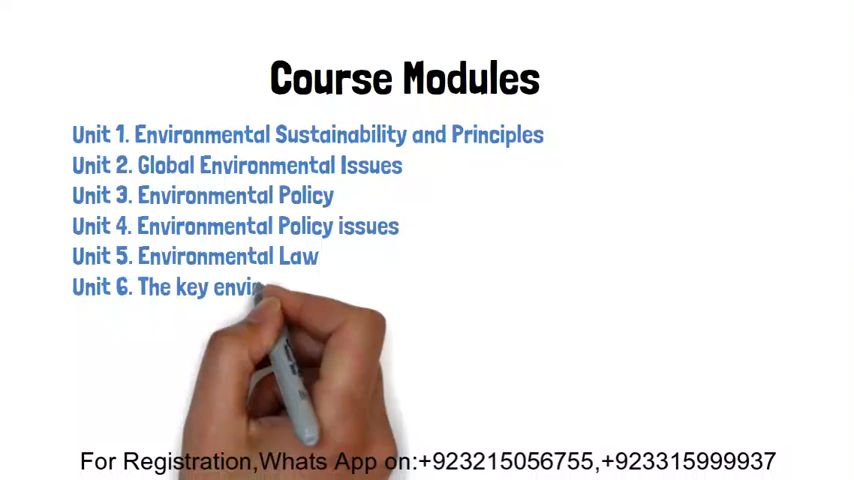 Course Modules
Unit 1. Environmental Sustainability and Principles
Unit 2. Global Environmental Issues
Unit 3. Environmental Policy
Unit 4. Environmental Policy issues
Unit 5. Environmental Law
Unit 6. The key
For Registration,Whats App on:+923215056755,+923315999937